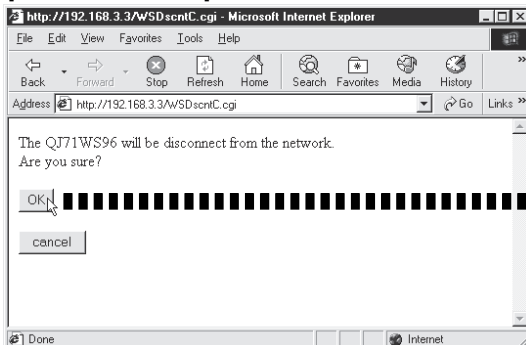 http://192.168.3.3/WSDscntC.cgi - Microsoft Internet Explorer
File Edit View Favorites Tools Help
Back Forward Stop Refresh Home Search Favorites Media History »
Address http://192.168.3.3/WSDscntC.cgi Go Links »
The QJ71WS96 will be disconnect from the network.
Are you sure?
OK
cancel
Done Internet